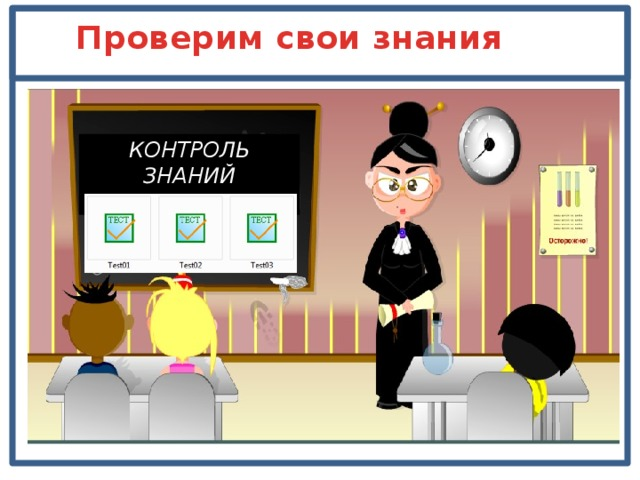 Проверим свои знания
КОНТРОЛЬ
ЗНАНИЙ
ТЕСТ ТЕСТ ТЕСТ
Test01 Test02 Test03
Осторожно!